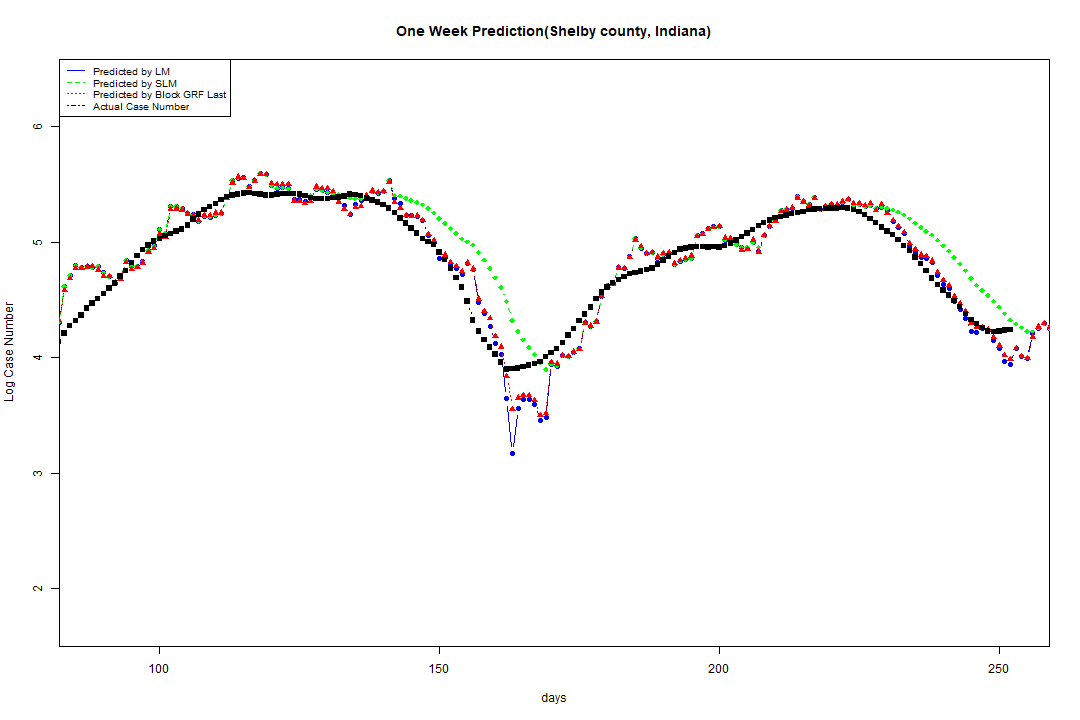 One Week Prediction(Shelby county, Indiana)
Predicted by LM
Predicted by SLM
Predicted by Block GRF Last
Actual Case Number
6
5
4
3
2
Log Case Number
100 150 200 250
days